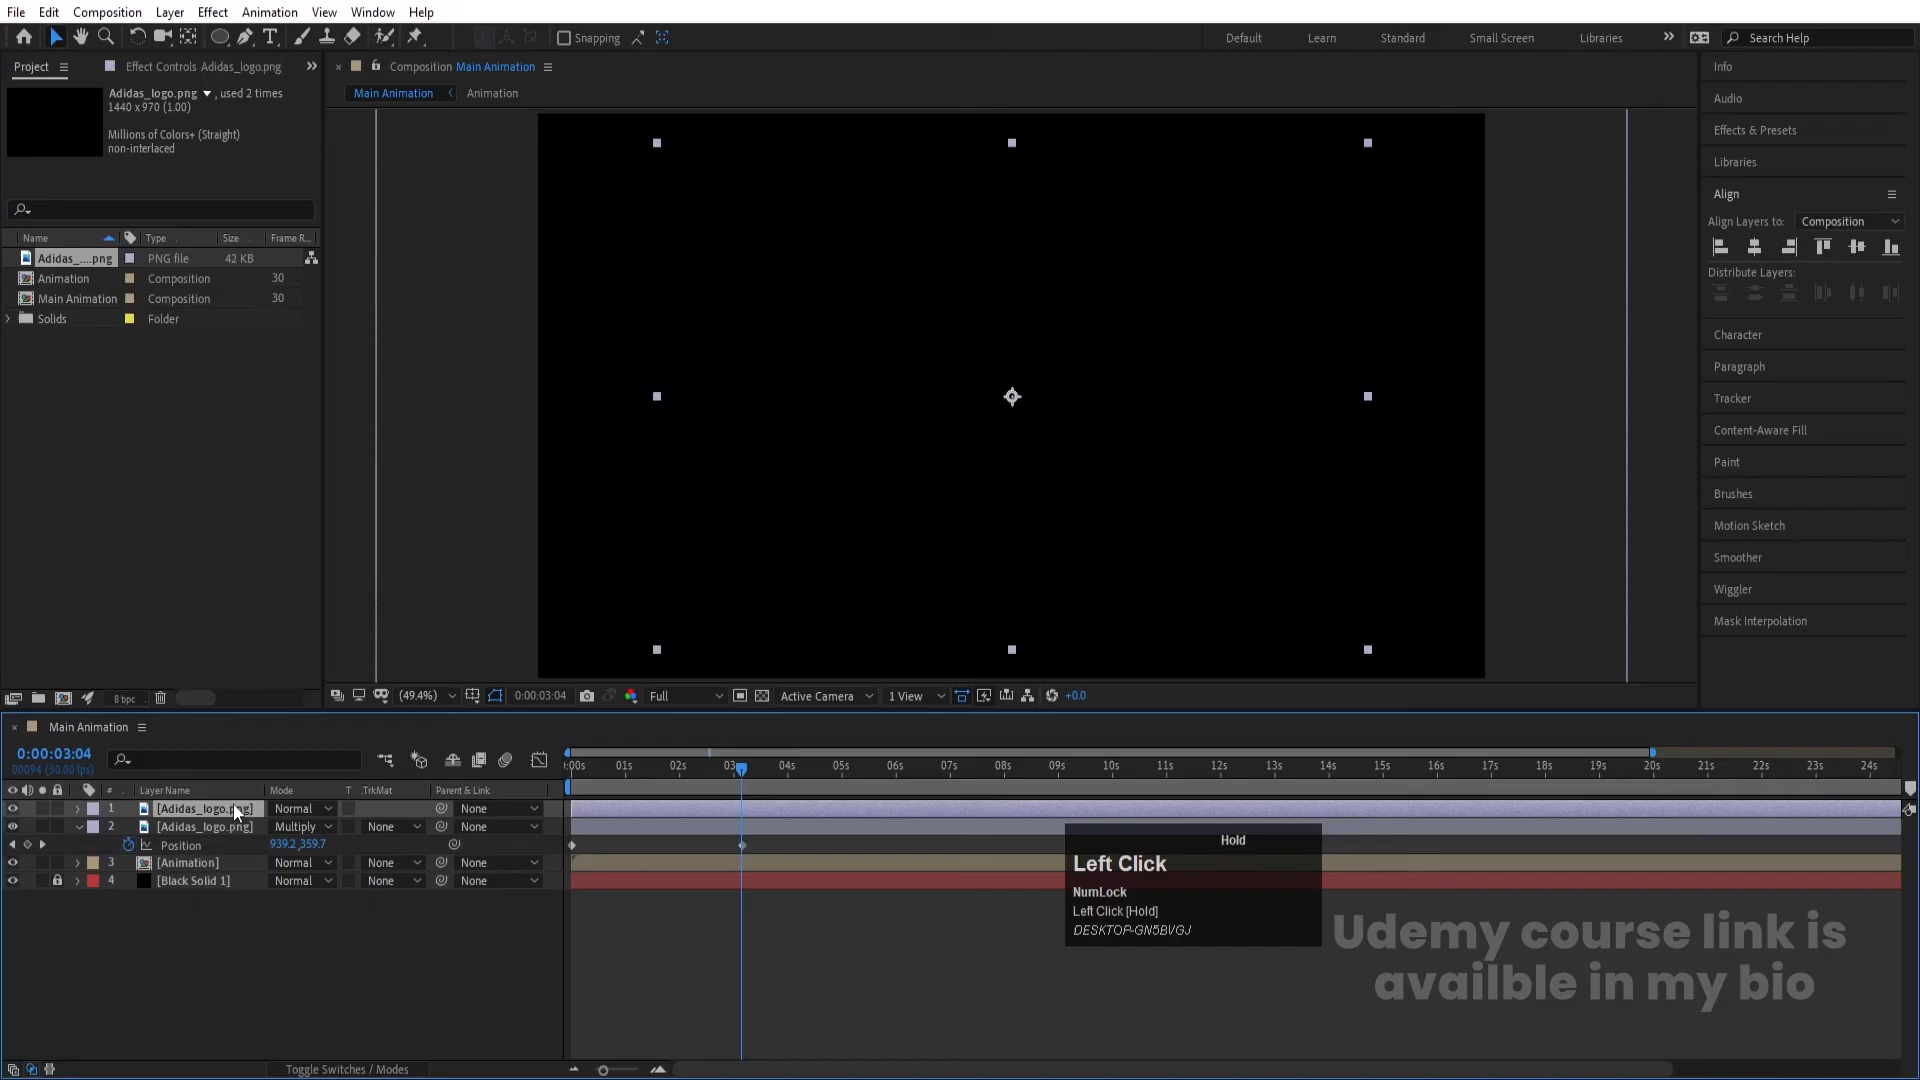 File Edit Composition Layer Effect Animation View Window Help
Snapping Default Learn Standard Small Screen Libraries Search Help
Project Effect Controls Adidas_logo.png
Composition Main Animation
Info
Main Animation Animation
Adidas_logo.png , used 2 times
1440 x 970 (1.00)
Millions of Colors+ (Straight)
non-interlaced
Audio
Effects & Presets
Libraries
Align
Align Layers to: Composition
Distribute Layers:
Character
Paragraph
Tracker
Content-Aware Fill
Paint
Brushes
Motion Sketch
Smoother
Wiggler
Mask Interpolation
Name Type Size Frame R...
Adidas_....png PNG file 42 KB
Animation Composition 30
Main Animation Composition 30
Solids Folder
8 bpc
(49.4%) 0:00:03:04 Full Active Camera 1 View +0.0
Main Animation
0:00:03:04
00094 (30.00 fps)
:00s 01s 02s 03s 04s 05s 06s 07s 08s 09s 10s 11s 12s 13s 14s 15s 16s 17s 18s 19s 20s 21s 22s 23s 24s
# Layer Name Mode T .TrkMat Parent & Link
1 [Adidas_logo.png] Normal None
2 [Adidas_logo.png] Multiply None None
Position 939.2,359.7
3 [Animation] Normal None None
4 [Black Solid 1] Normal None None
Hold
Left Click
NumLock
Left Click [Hold]
DESKTOP-GN5BVGJ
Udemy course link is
availble in my bio
Toggle Switches / Modes